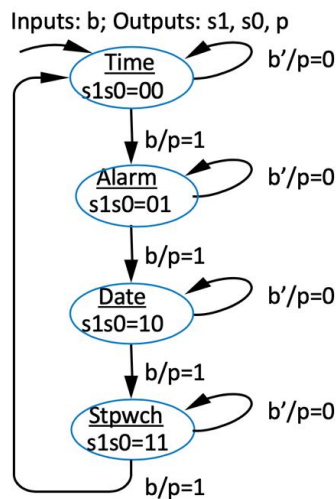 Inputs: b; Outputs: s1, s0, p
Time
s1s0=00
b’/p=0
b/p=1
Alarm
s1s0=01
b’/p=0
b/p=1
Date
s1s0=10
b’/p=0
b/p=1
Stpwch
s1s0=11
b’/p=0
b/p=1